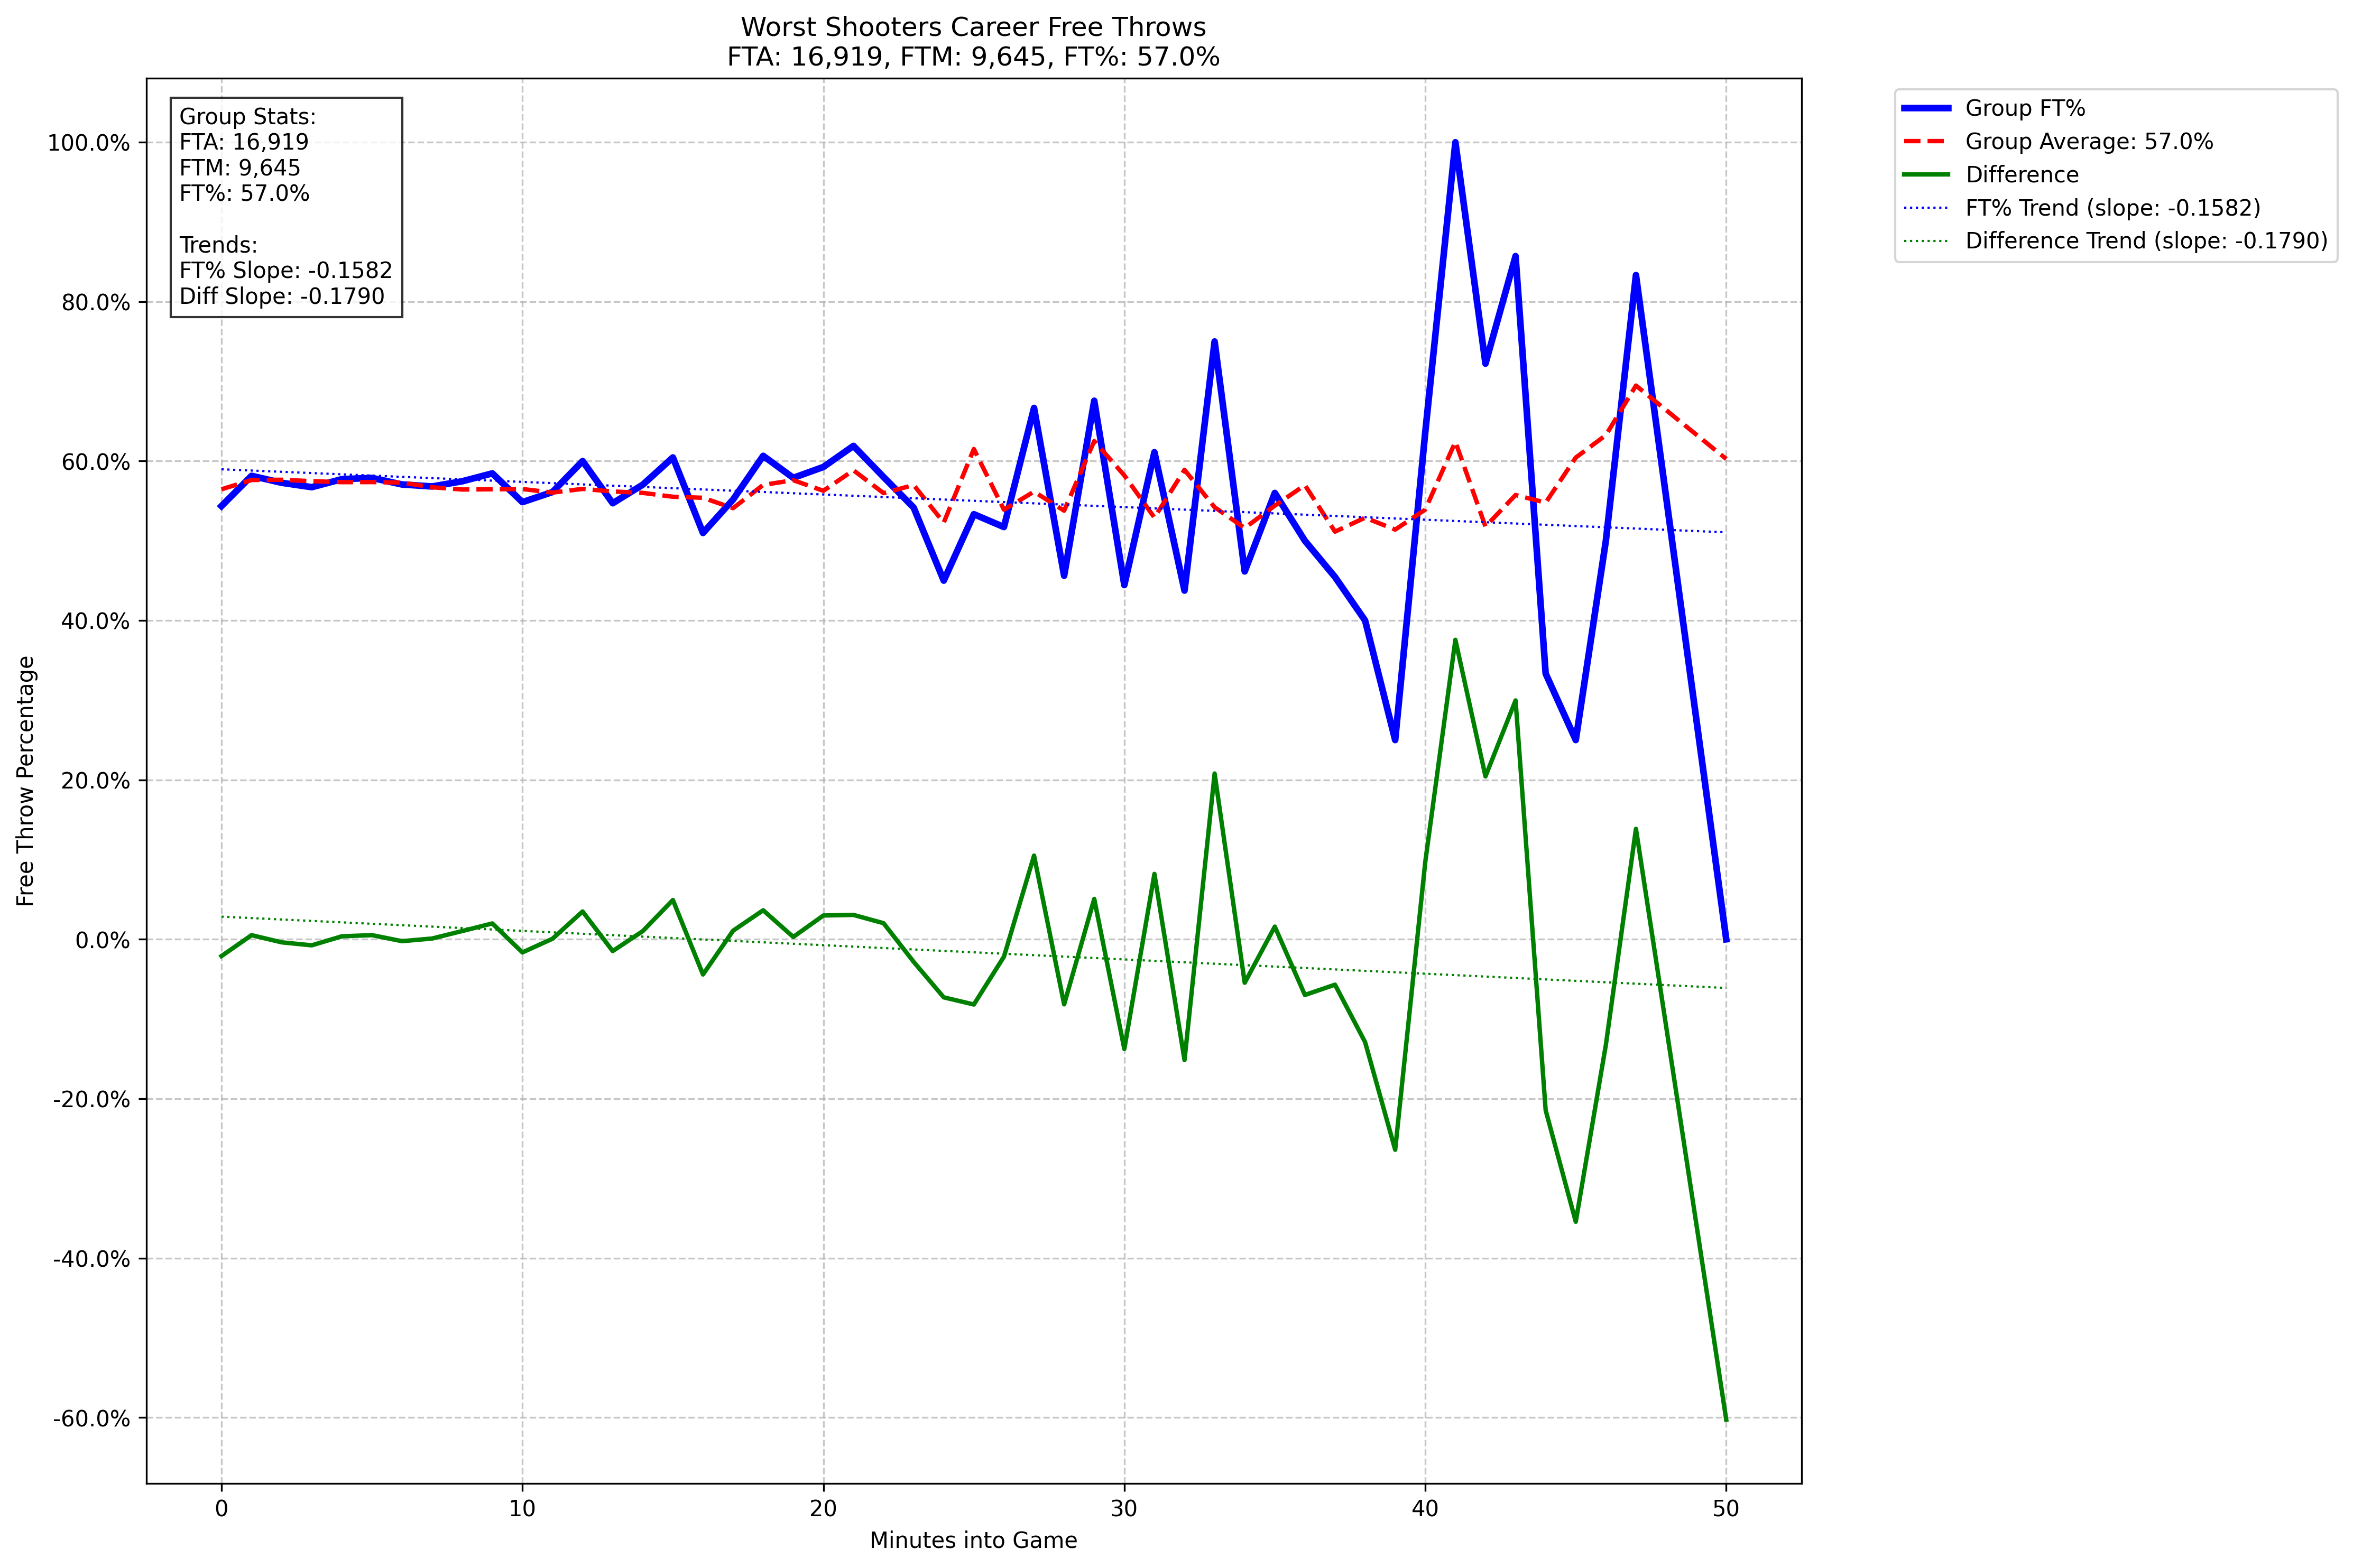 Worst Shooters Career Free Throws
FTA: 16,919, FTM: 9,645, FT%: 57.0%
Group Stats:
FTA: 16,919
FTM: 9,645
FT%: 57.0%
Trends:
FT% Slope: -0.1582
Diff Slope: -0.1790
Group FT%
Group Average: 57.0%
Difference
FT% Trend (slope: -0.1582)
Difference Trend (slope: -0.1790)
Free Throw Percentage
100.0%
80.0%
60.0%
40.0%
20.0%
0.0%
-20.0%
-40.0%
-60.0%
0
10
20
30
40
50
Minutes into Game